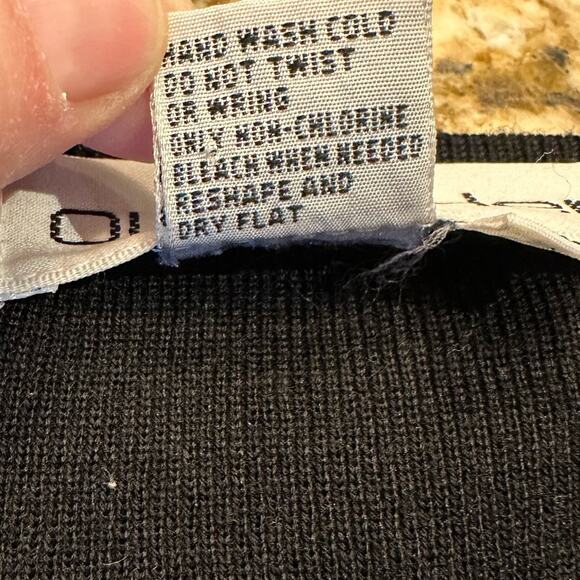 HAND WASH COLD
DO NOT TWIST
OR WRING
ONLY NON-CHLORINE
BLEACH WHEN NEEDED
RESHAPE AND
DRY FLAT